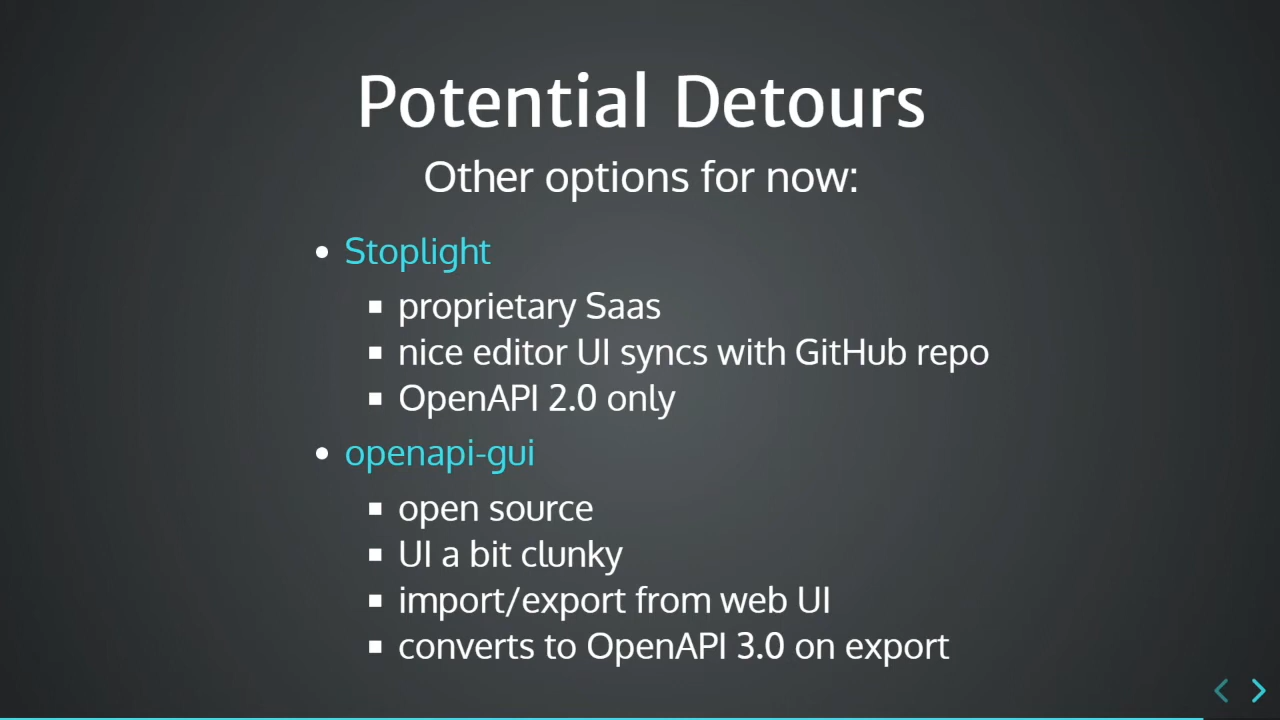 Potential Detours
Other options for now:
Stoplight
proprietary Saas
nice editor UI syncs with GitHub repo
OpenAPI 2.0 only
openapi-gui
open source
UI a bit clunky
import/export from web UI
converts to OpenAPI 3.0 on export